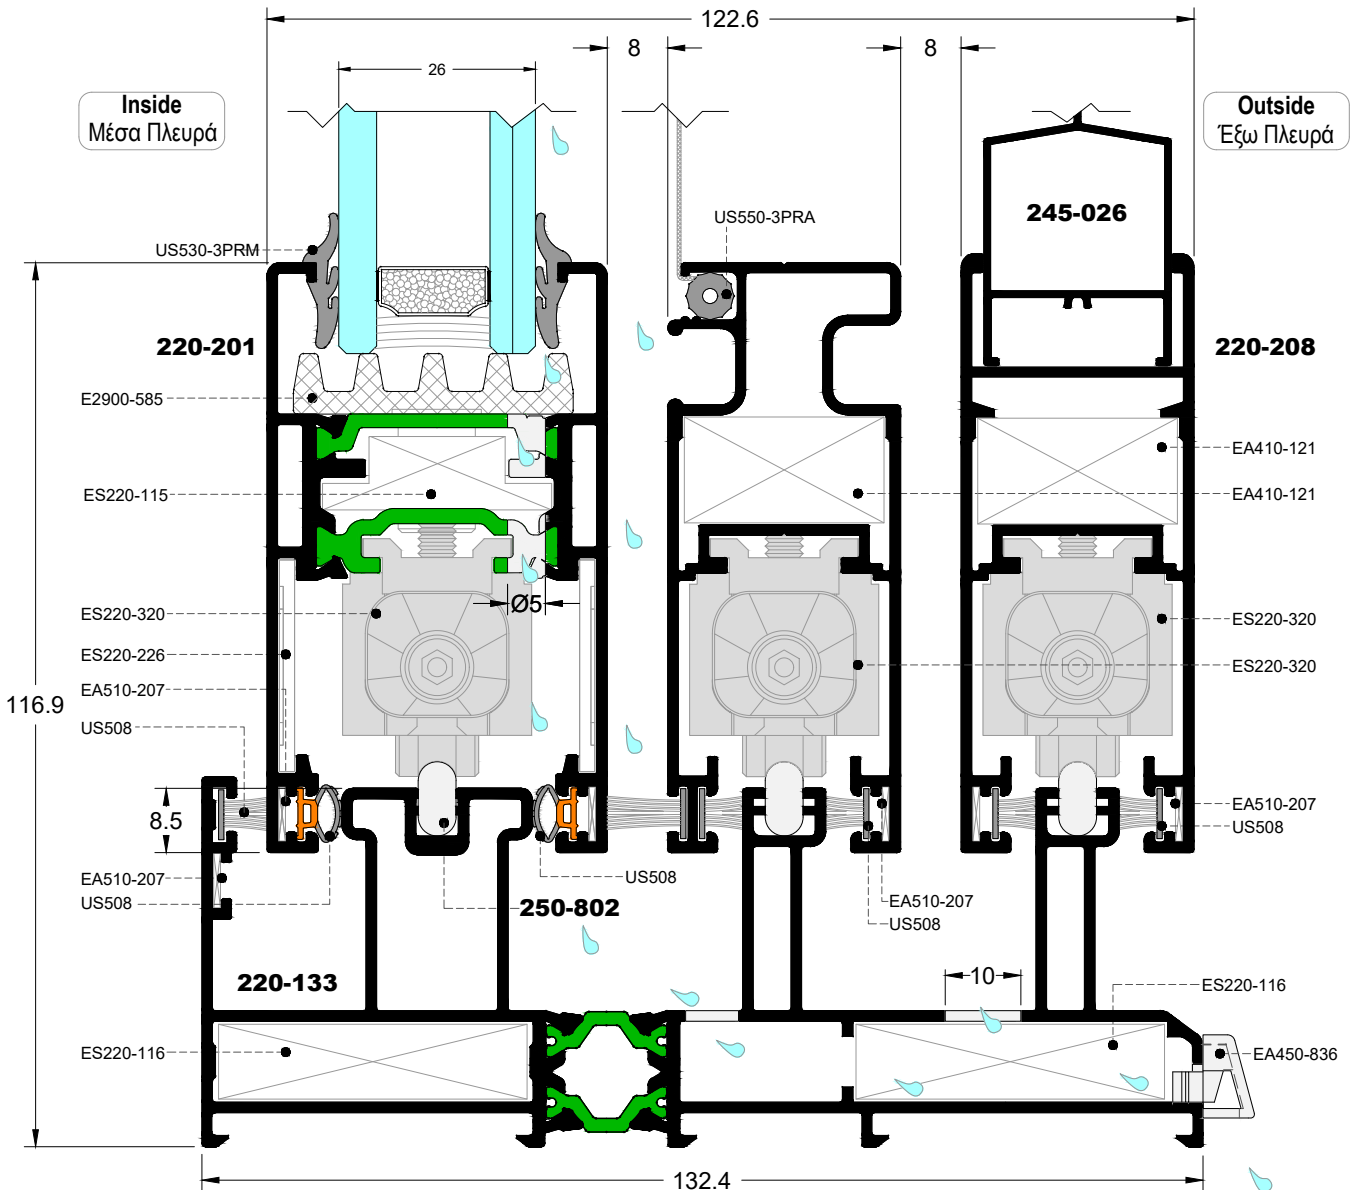 122.6
8
8
26
Inside
Μέσα Πλευρά
Outside
Έξω Πλευρά
245-026
US550-3PRA
US530-3PRM
220-201
220-208
E2900-585
EA410-121
ES220-115
EA410-121
Ø5
ES220-320
ES220-320
ES220-226
ES220-320
EA510-207
116.9
US508
8.5
EA510-207
US508
EA510-207
US508
US508
250-802
EA510-207
US508
220-133
10
ES220-116
ES220-116
EA450-836
132.4